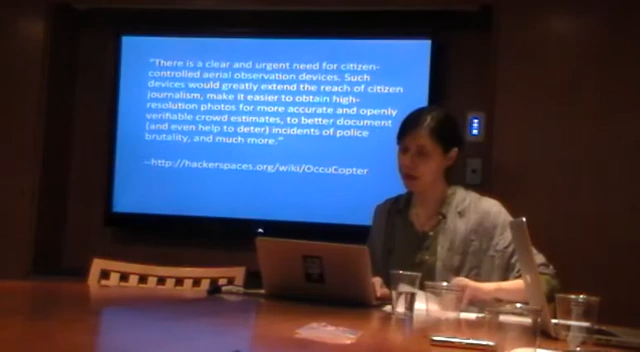 "There is a clear and urgent need for citizen-
controlled aerial observation devices. Such
devices would greatly extend the reach of citizen
journalism, make it easier to obtain high-
resolution photos for more accurate and openly
verifiable crowd estimates, to better document
(and even help to deter) incidents of police
brutality, and much more."
--http://hackerspaces.org/wiki/OccuCopter